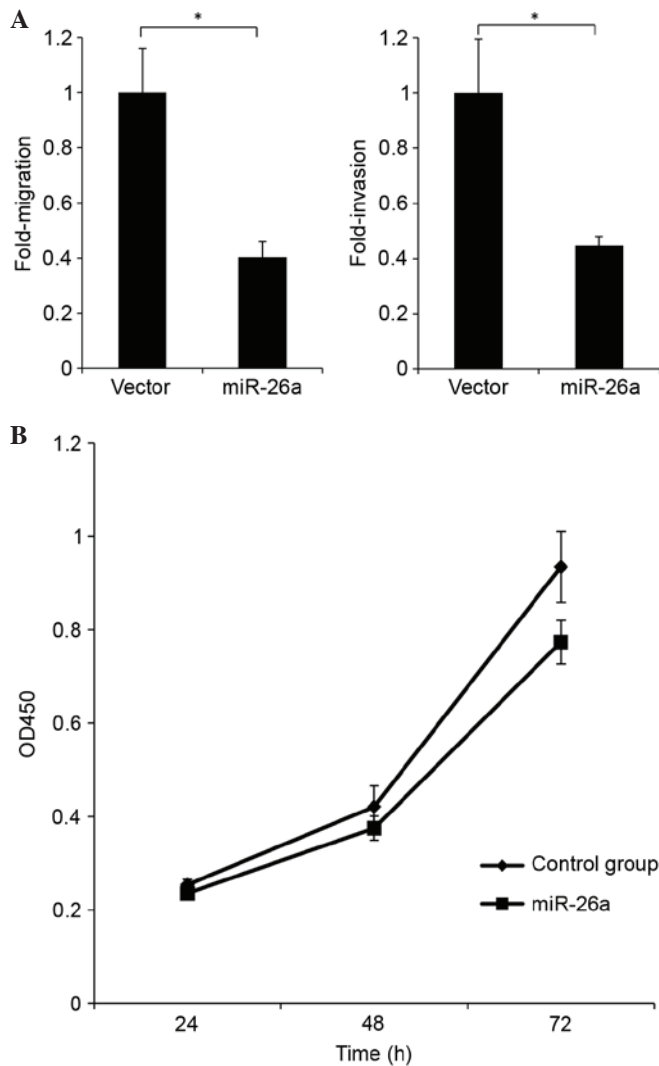 A
*
1.2
1
0.8
0.6
0.4
0.2
0
Fold-migration
Vector
miR-26a
*
1.2
1
0.8
0.6
0.4
0.2
0
Fold-invasion
Vector
miR-26a
B
1.2
1
0.8
0.6
0.4
0.2
0
OD450
Control group
miR-26a
24
48
72
Time (h)